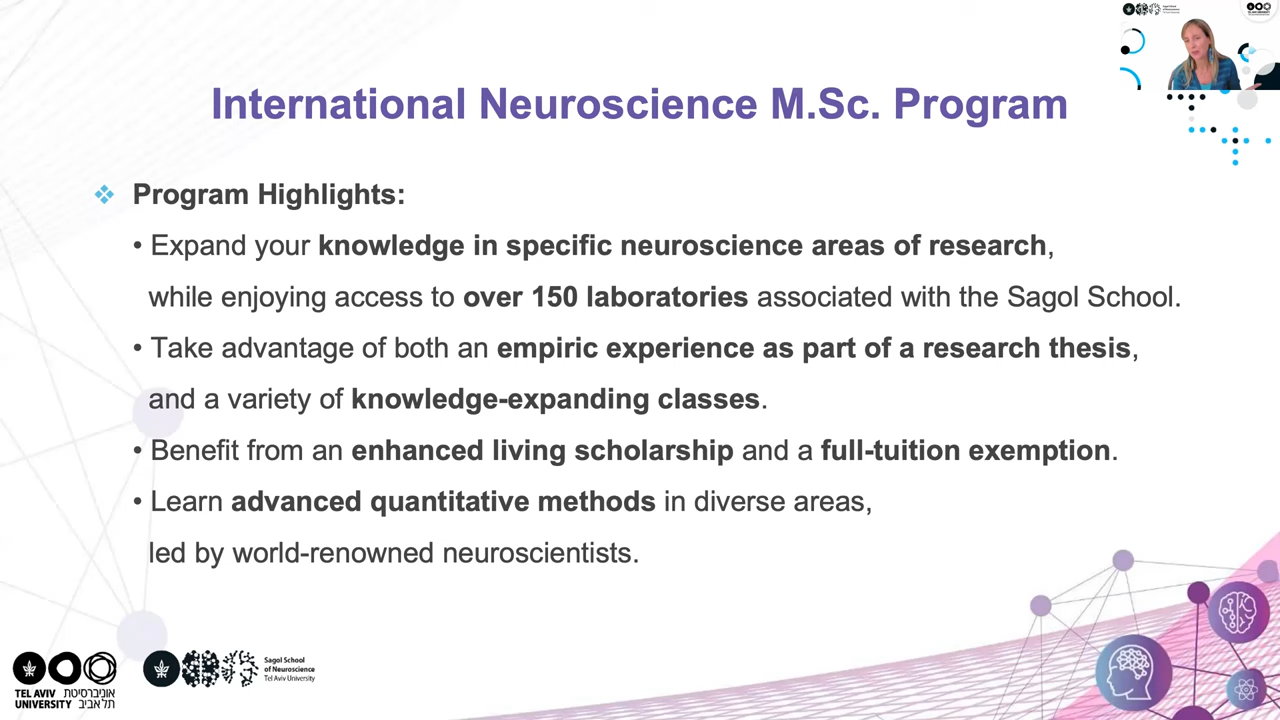 International Neuroscience M.Sc. Program
Program Highlights:
• Expand your knowledge in specific neuroscience areas of research,
while enjoying access to over 150 laboratories associated with the Sagol School.
• Take advantage of both an empiric experience as part of a research thesis,
and a variety of knowledge-expanding classes.
• Benefit from an enhanced living scholarship and a full-tuition exemption.
• Learn advanced quantitative methods in diverse areas,
led by world-renowned neuroscientists.
TEL AVIV אוניברסיטת
UNIVERSITY תל אביב
Sagol School
of Neuroscience
Tel Aviv University